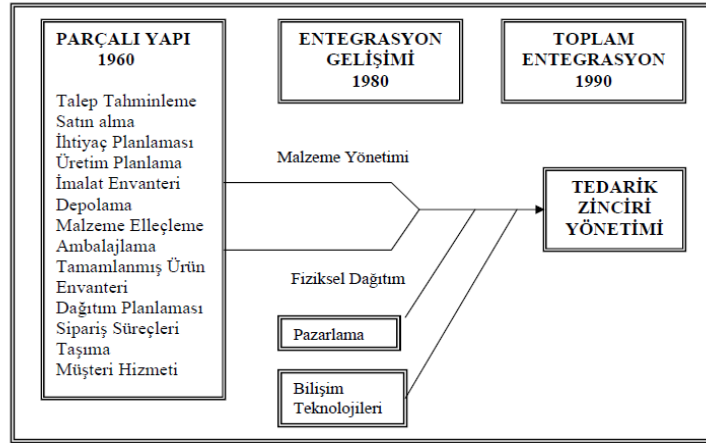 PARÇALI YAPI
1960
Talep Tahminleme
Satın alma
İhtiyaç Planlaması
Üretim Planlama
İmalat Envanteri
Depolama
Malzeme Elleçleme
Ambalajlama
Tamamlanmış Ürün
Envanteri
Dağıtım Planlaması
Sipariş Süreçleri
Taşıma
Müşteri Hizmeti
ENTEGRASYON
GELİŞİMİ
1980
Malzeme Yönetimi
Fiziksel Dağıtım
Pazarlama
Bilişim
Teknolojileri
TOPLAM
ENTEGRASYON
1990
TEDARİK
ZİNCİRİ
YÖNETİMİ